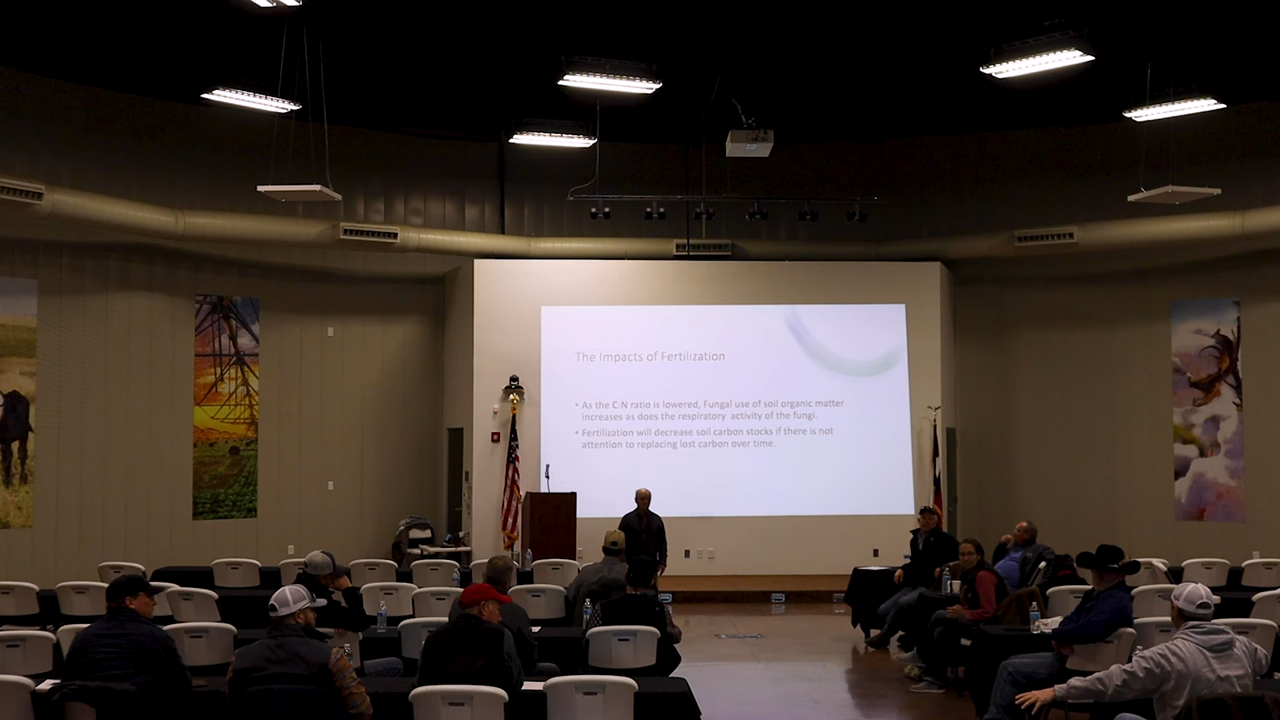 The Impacts of Fertilization
• As the C:N ratio is lowered, Fungal use of soil organic matter
increases as does the respiratory activity of the fungi.
• Fertilization will decrease soil carbon stocks if there is not
attention to replacing lost carbon over time.